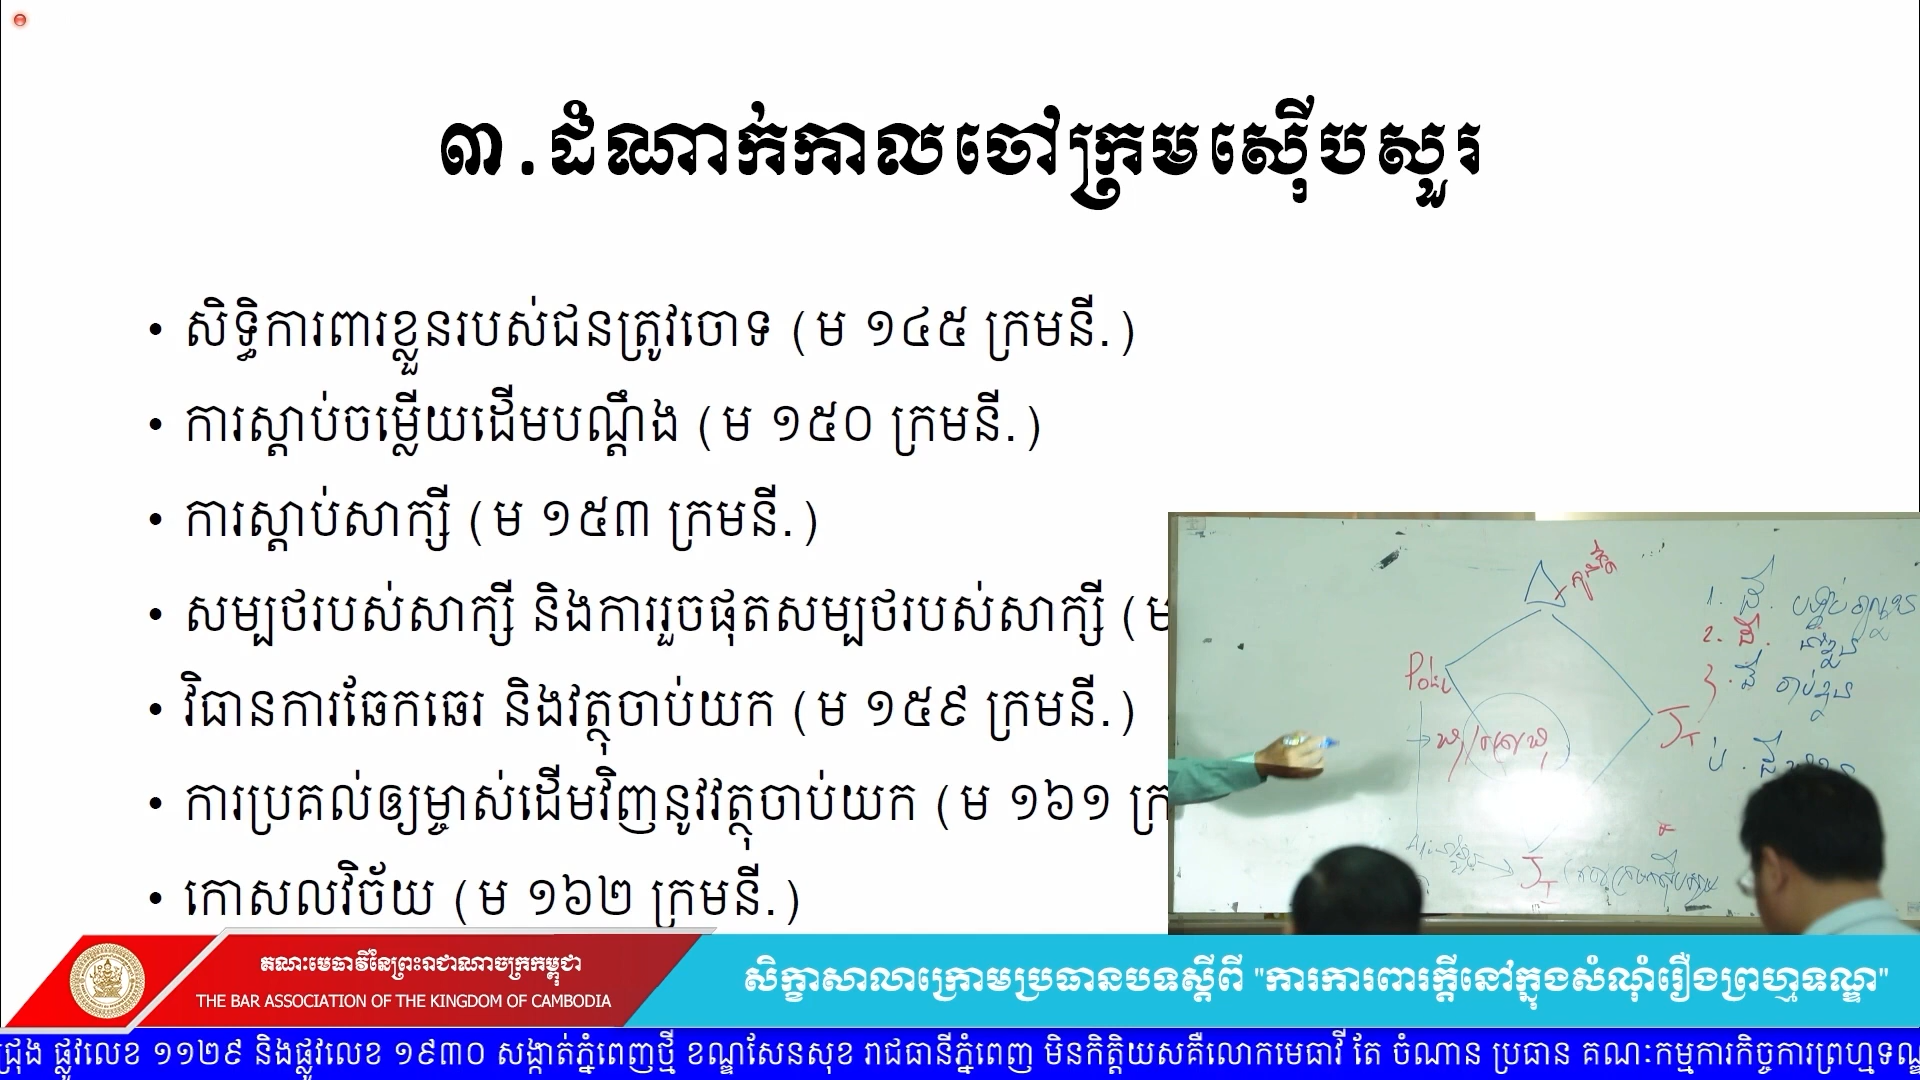 ៣.ដំណាក់កាលចៅក្រមស៊ើបសួរ
• សិទ្ធិការពារខ្លួនរបស់ជនត្រូវចោទ (ម ១៤៥ ក្រមនី.)
• ការស្តាប់ចម្លើយដើមបណ្តឹង (ម ១៥០ ក្រមនី.)
• ការស្តាប់សាក្សី (ម ១៥៣ ក្រមនី.)
• សម្បថរបស់សាក្សី និងការរួចផុតសម្បថរបស់សាក្សី (ម
• វិធានការឆែកឆេរ និងវត្ថុចាប់យក (ម ១៥៩ ក្រមនី.)
• ការប្រគល់ឲ្យម្ចាស់ដើមវិញនូវវត្ថុចាប់យក (ម ១៦១ ក្រ
• កោសលវិច័យ (ម ១៦២ ក្រមនី.)
គណៈមេធាវីនៃព្រះរាជាណាចក្រកម្ពុជា
THE BAR ASSOCIATION OF THE KINGDOM OF CAMBODIA
សិក្ខាសាលាក្រោមប្រធានបទស្តីពី "ការការពារក្តីនៅក្នុងសំណុំរឿងព្រហ្មទណ្ឌ"
ជ្រុង ផ្លូវលេខ ១១២៩ និងផ្លូវលេខ ១៩៣០ សង្កាត់ភ្នំពេញថ្មី ខណ្ឌសែនសុខ រាជធានីភ្នំពេញ មិនកិត្តិយសគឺលោកមេធាវី តែ ចំណាន ប្រធាន គណៈកម្មការកិច្ចការព្រហ្មទណ្ឌ